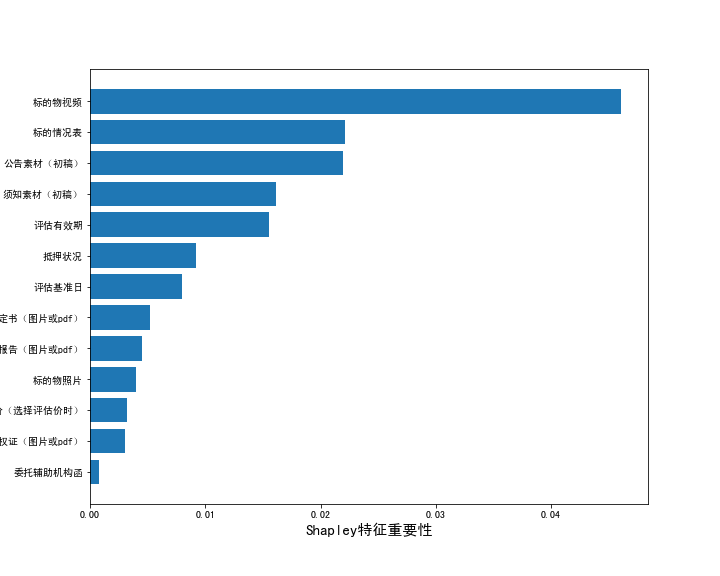 标的物视频
标的情况表
公告素材（初稿）
须知素材（初稿）
评估有效期
抵押状况
评估基准日
定书（图片或pdf）
报告（图片或pdf）
标的物照片
（选择评估价时）
权证（图片或pdf）
委托辅助机构函
0.00 0.01 0.02 0.03 0.04
Shapley特征重要性